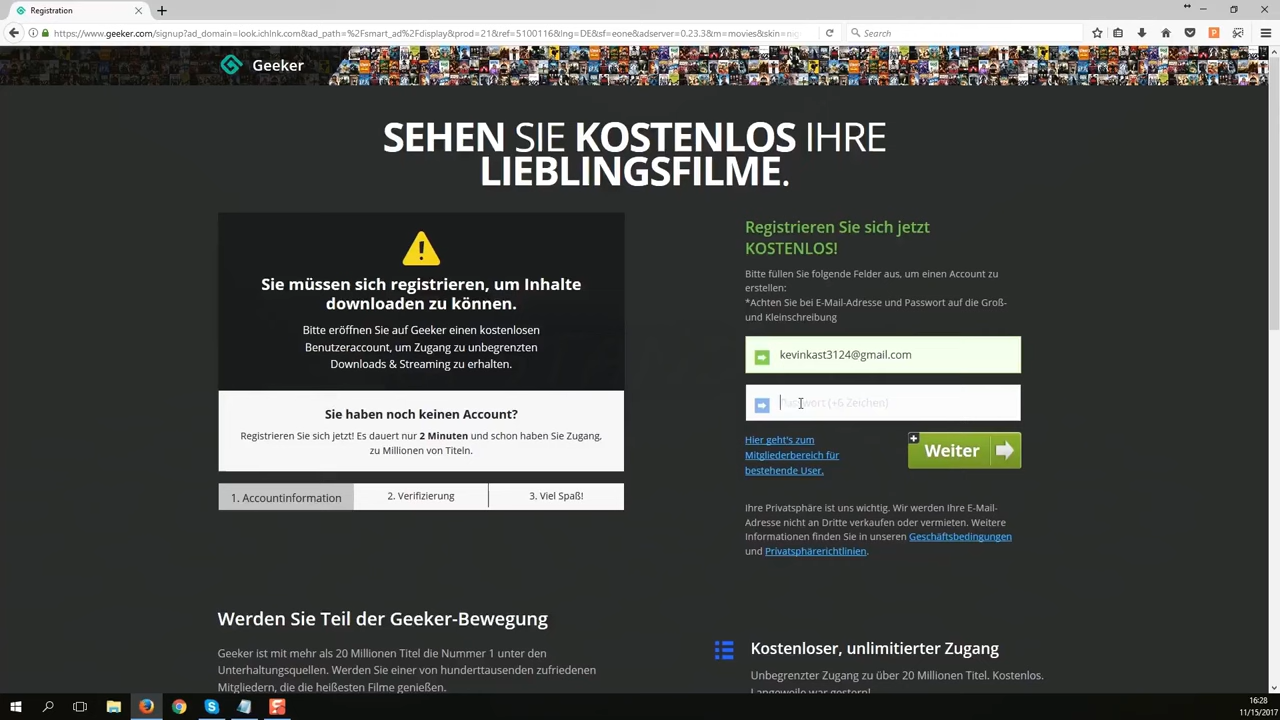 Registration
https://www.geeker.com/signup?ad_domain=look.ichlnk.com&ad_path=%2Fsmart_ad%2Fdisplay&prod=21&ref=5100116&lng=DE&sf=eone&adserver=0.23.3&m=movies&skin=
Search
Geeker
SEHEN SIE KOSTENLOS IHRE
LIEBLINGSFILME.
Sie müssen sich registrieren, um Inhalte
downloaden zu können.
Bitte eröffnen Sie auf Geeker einen kostenlosen
Benutzeraccount, um Zugang zu unbegrenzten
Downloads & Streaming zu erhalten.
Sie haben noch keinen Account?
Registrieren Sie sich jetzt! Es dauert nur 2 Minuten und schon haben Sie Zugang,
zu Millionen von Titeln.
1. Accountinformation
2. Verifizierung
3. Viel Spaß!
Registrieren Sie sich jetzt
KOSTENLOS!
Bitte füllen Sie folgende Felder aus, um einen Account zu
erstellen:
*Achten Sie bei E-Mail-Adresse und Passwort auf die Groß-
und Kleinschreibung
kevinkast3124@gmail.com
Passwort (+6 Zeichen)
Hier geht's zum
Mitgliederbereich für
bestehende User.
Weiter
Ihre Privatsphäre ist uns wichtig. Wir werden Ihre E-Mail-
Adresse nicht an Dritte verkaufen oder vermieten. Weitere
Informationen finden Sie in unseren Geschäftsbedingungen
und Privatsphärerichtlinien.
Werden Sie Teil der Geeker-Bewegung
Geeker ist mit mehr als 20 Millionen Titel die Nummer 1 unter den
Unterhaltungsquellen. Werden Sie einer von hunderttausenden zufriedenen
Mitgliedern, die die heißesten Filme genießen.
Kostenloser, unlimitierter Zugang
Unbegrenzter Zugang zu über 20 Millionen Titel. Kostenlos.
Langeweile war gestern!
16:28
11/15/2017